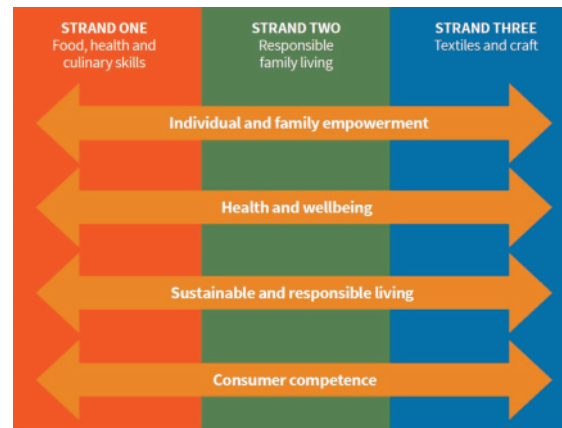 STRAND ONE
Food, health and
culinary skills
STRAND TWO
Responsible
family living
STRAND THREE
Textiles and craft
Individual and family empowerment
Health and wellbeing
Sustainable and responsible living
Consumer competence